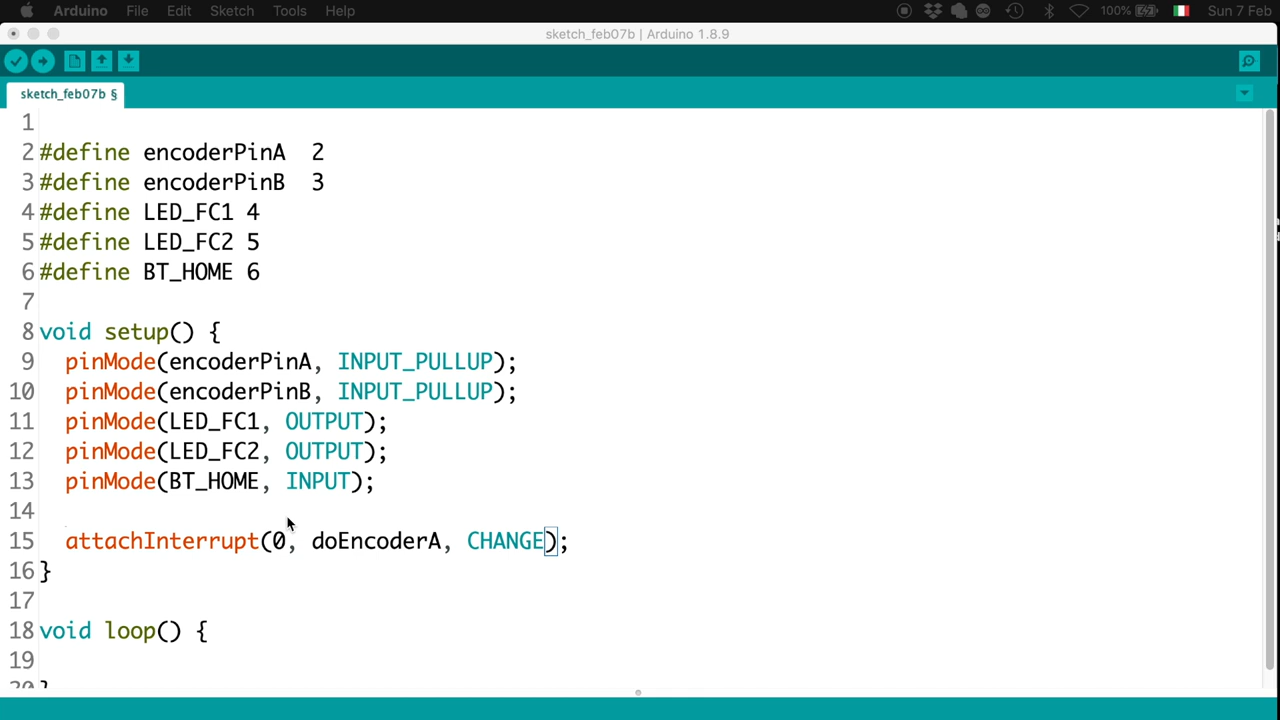 Arduino File Edit Sketch Tools Help 100% Sun 7 Feb
sketch_feb07b | Arduino 1.8.9
sketch_feb07b §
1
2 #define encoderPinA 2
3 #define encoderPinB 3
4 #define LED_FC1 4
5 #define LED_FC2 5
6 #define BT_HOME 6
7
8 void setup() {
9 pinMode(encoderPinA, INPUT_PULLUP);
10 pinMode(encoderPinB, INPUT_PULLUP);
11 pinMode(LED_FC1, OUTPUT);
12 pinMode(LED_FC2, OUTPUT);
13 pinMode(BT_HOME, INPUT);
14
15 attachInterrupt(0, doEncoderA, CHANGE);
16 }
17
18 void loop() {
19
20 }